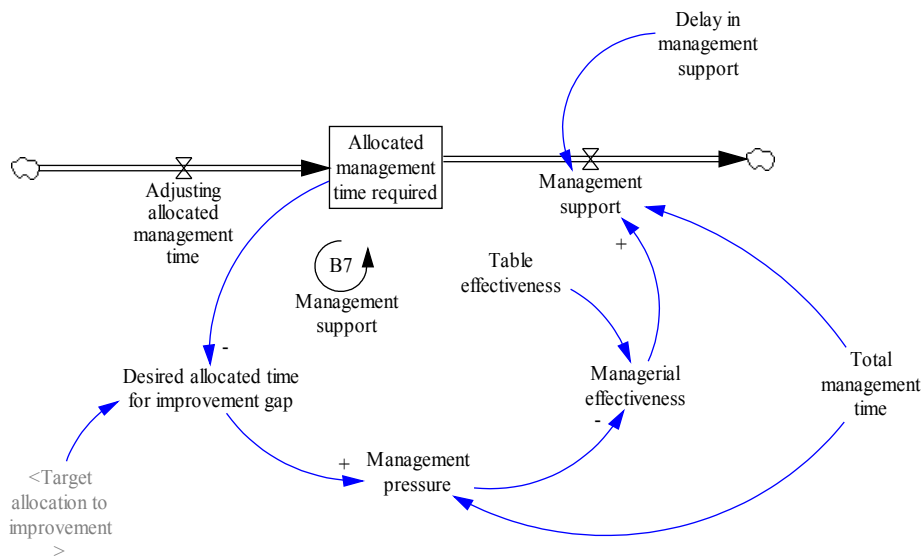 Delay in
management
support
Allocated
management
time required
Adjusting
allocated
management
time
Management
support
+
B7
Management
support
Table
effectiveness
-
Desired allocated time
for improvement gap
Managerial
effectiveness
-
Total
management
time
+
Management
pressure
<Target
allocation to
improvement
>